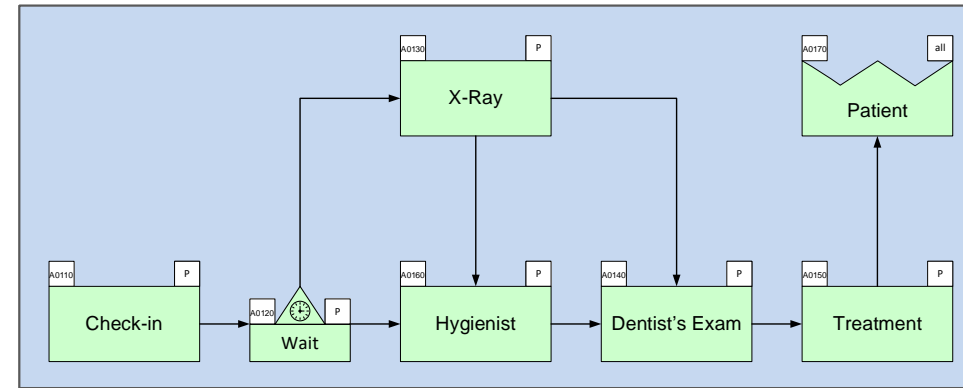 A0130
P
X-Ray
A0170
all
Patient
A0110
P
Check-in
A0120
P
Wait
A0160
P
Hygienist
A0140
P
Dentist's Exam
A0150
P
Treatment